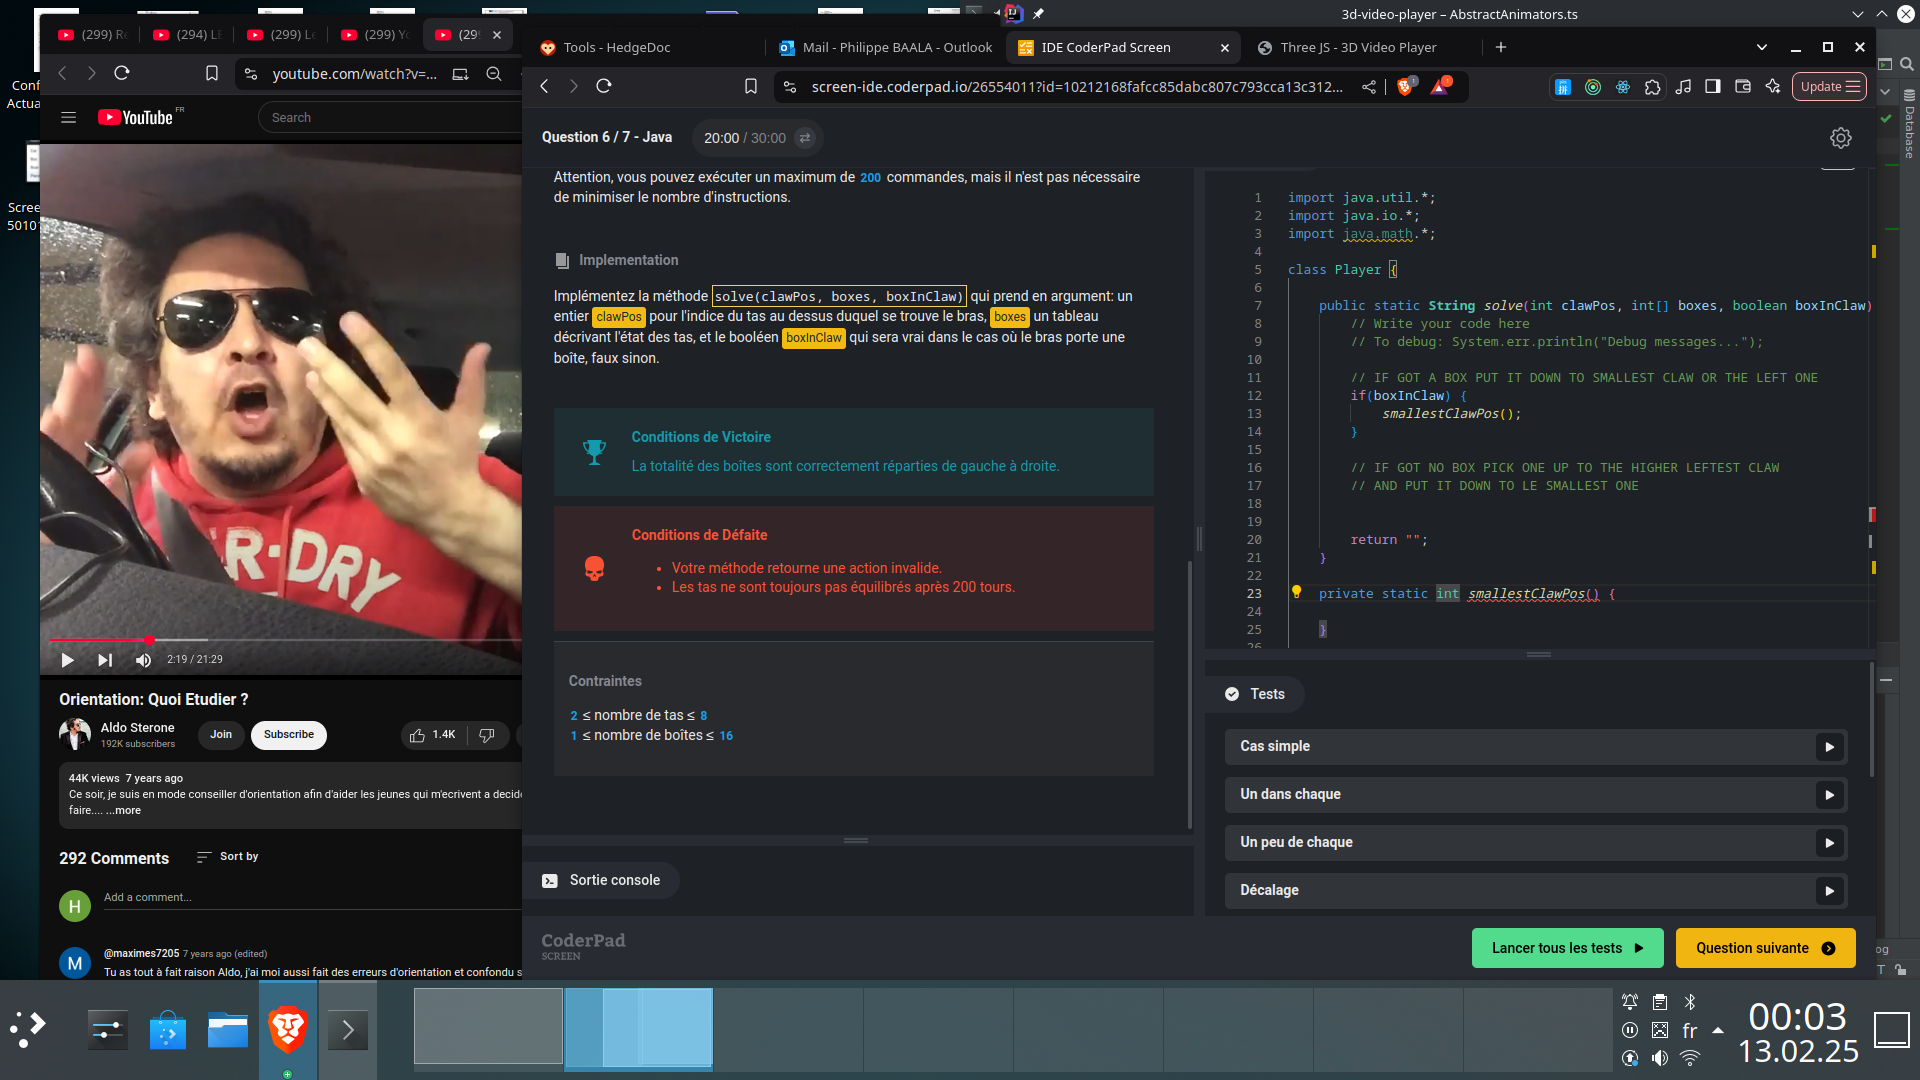 3d-video-player – AbstractAnimators.ts
(299) R
(294) L
(299) L
(299) Y
(29
Tools - HedgeDoc
Mail - Philippe BAALA - Outlook
IDE CoderPad Screen
Three JS - 3D Video Player
youtube.com/watch?v=...
screen-ide.coderpad.io/26554011?id=10212168fafcc85dabc807c793cca13c312...
Update
Conf
Actua
Scree
5010
YouTube FR
Search
Database
Question 6 / 7 - Java
20:00 / 30:00
Attention, vous pouvez exécuter un maximum de 200 commandes, mais il n'est pas nécessaire
de minimiser le nombre d'instructions.
Implementation
Implémentez la méthode solve(clawPos, boxes, boxInClaw) qui prend en argument: un
entier clawPos pour l'indice du tas au dessus duquel se trouve le bras, boxes un tableau
décrivant l'état des tas, et le booléen boxInClaw qui sera vrai dans le cas où le bras porte une
boîte, faux sinon.
Conditions de Victoire
La totalité des boîtes sont correctement réparties de gauche à droite.
Conditions de Défaite
• Votre méthode retourne une action invalide.
• Les tas ne sont toujours pas équilibrés après 200 tours.
Contraintes
2 ≤ nombre de tas ≤ 8
1 ≤ nombre de boîtes ≤ 16
Sortie console
CoderPad
SCREEN
1 import java.util.*;
2 import java.io.*;
3 import java.math.*;
4
5 class Player {
6
7 public static String solve(int clawPos, int[] boxes, boolean boxInClaw)
8 // Write your code here
9 // To debug: System.err.println("Debug messages...");
10
11 // IF GOT A BOX PUT IT DOWN TO SMALLEST CLAW OR THE LEFT ONE
12 if(boxInClaw) {
13 smallestClawPos();
14 }
15
16 // IF GOT NO BOX PICK ONE UP TO THE HIGHER LEFTEST CLAW
17 // AND PUT IT DOWN TO LE SMALLEST ONE
18
19
20 return "";
21 }
22
23 private static int smallestClawPos() {
24
25 }
26
Tests
Cas simple
Un dans chaque
Un peu de chaque
Décalage
Lancer tous les tests
Question suivante
og
T
R-DRY
2:19 / 21:29
Orientation: Quoi Etudier ?
Aldo Sterone
192K subscribers
Join
Subscribe
1.4K
44K views 7 years ago
Ce soir, je suis en mode conseiller d'orientation afin d'aider les jeunes qui m'ecrivent a decid
faire.... ...more
292 Comments
Sort by
H
Add a comment...
M
@maximes7205 7 years ago (edited)
Tu as tout à fait raison Aldo, j'ai moi aussi fait des erreurs d'orientation et confondu s
fr
00:03
13.02.25